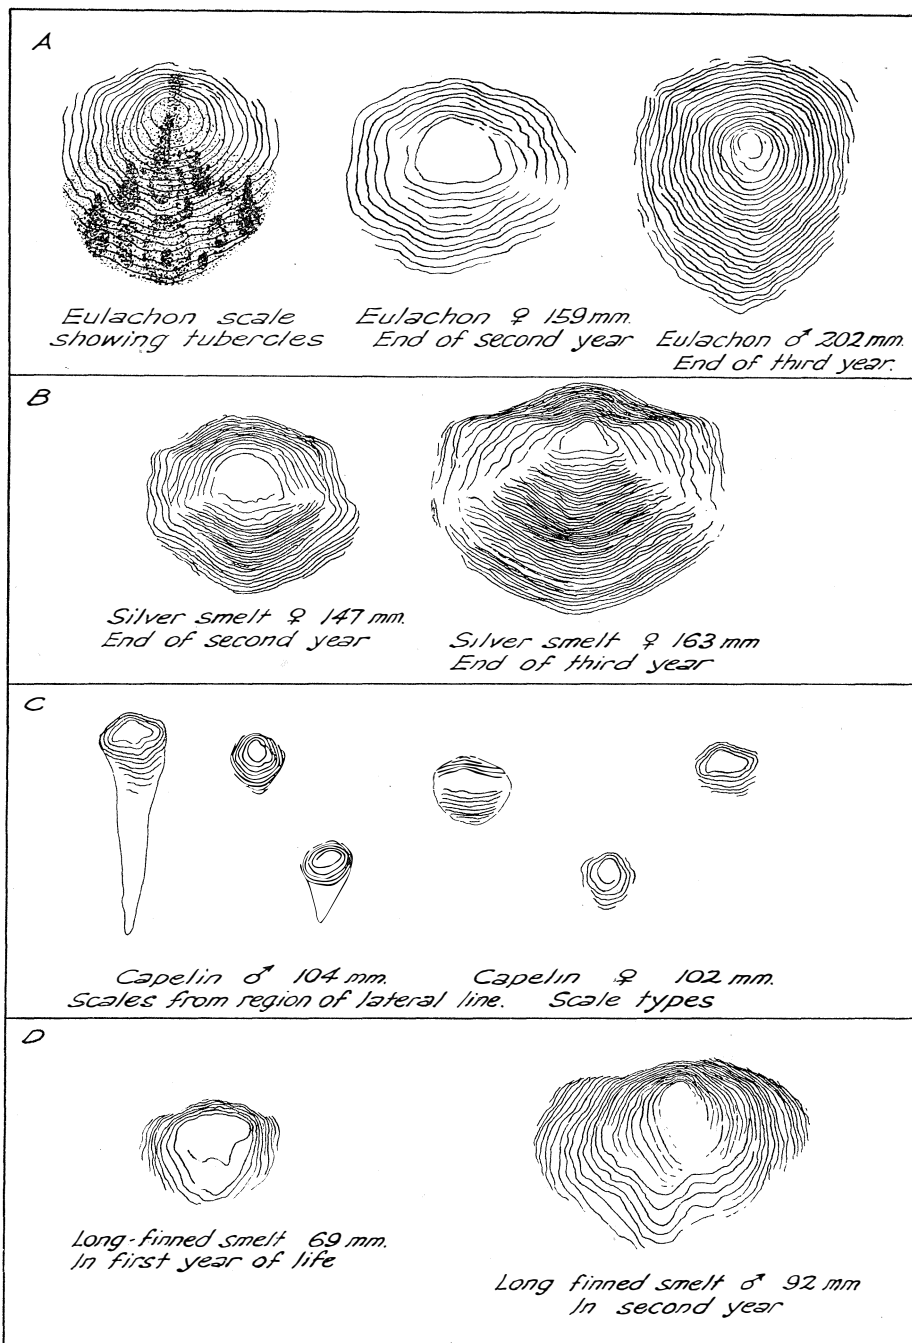 A
Eulachon scale
showing tubercles
Eulachon ♀ 159 mm.
End of second year
Eulachon ♂ 202 mm.
End of third year.
B
Silver smelt ♀ 147 mm.
End of second year
Silver smelt ♀ 163 mm
End of third year
C
Capelin ♂ 104 mm.
Scales from region of lateral line.
Capelin ♀ 102 mm.
Scale types
D
Long-finned smelt 69 mm.
In first year of life
Long finned smelt ♂ 92 mm
In second year